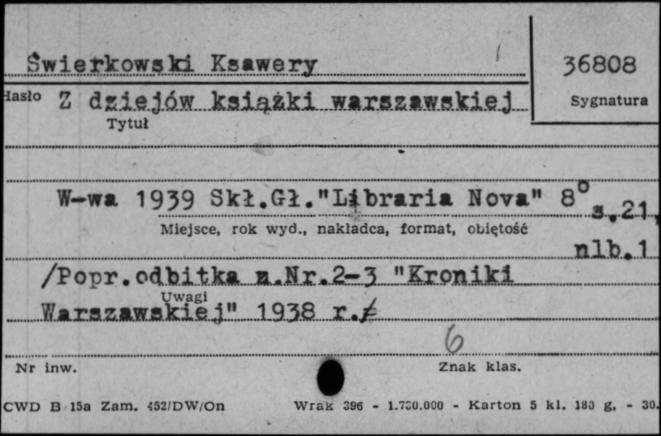 Świerkowski Ksawery
36808
Hasło Z dziejów książki warszawskiej
Sygnatura
Tytuł
W-wa 1939 Skł.Gł."Libraria Nova" 8° s.21,
Miejsce, rok wyd., nakładca, format, objętość
nlb.1
/Popr.odbitka z.Nr.2-3 "Kroniki
Uwagi
Warszawskiej" 1938 r./
6
Nr inw.
Znak klas.
CWD B 15a Zam. 452/DW/On Wrak 396 - 1.730.000 - Karton 5 kl. 180 g. - 30.